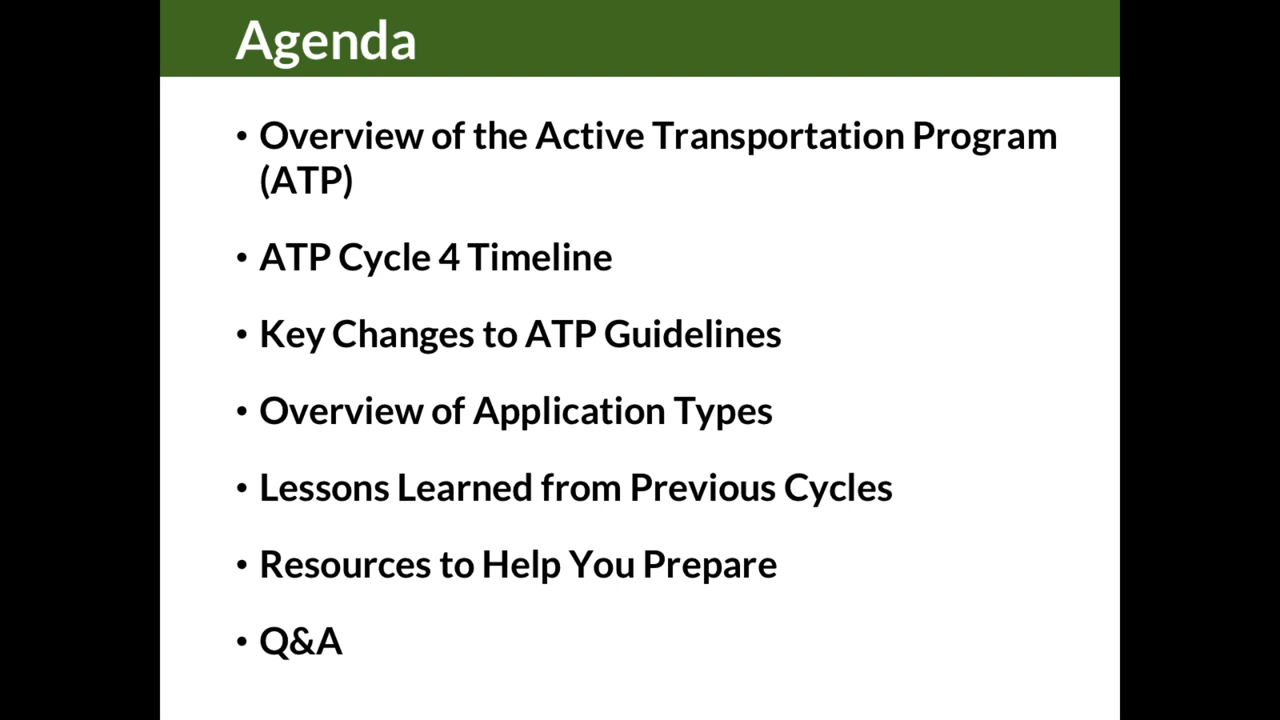 Agenda
• Overview of the Active Transportation Program
(ATP)
• ATP Cycle 4 Timeline
• Key Changes to ATP Guidelines
• Overview of Application Types
• Lessons Learned from Previous Cycles
• Resources to Help You Prepare
• Q&A